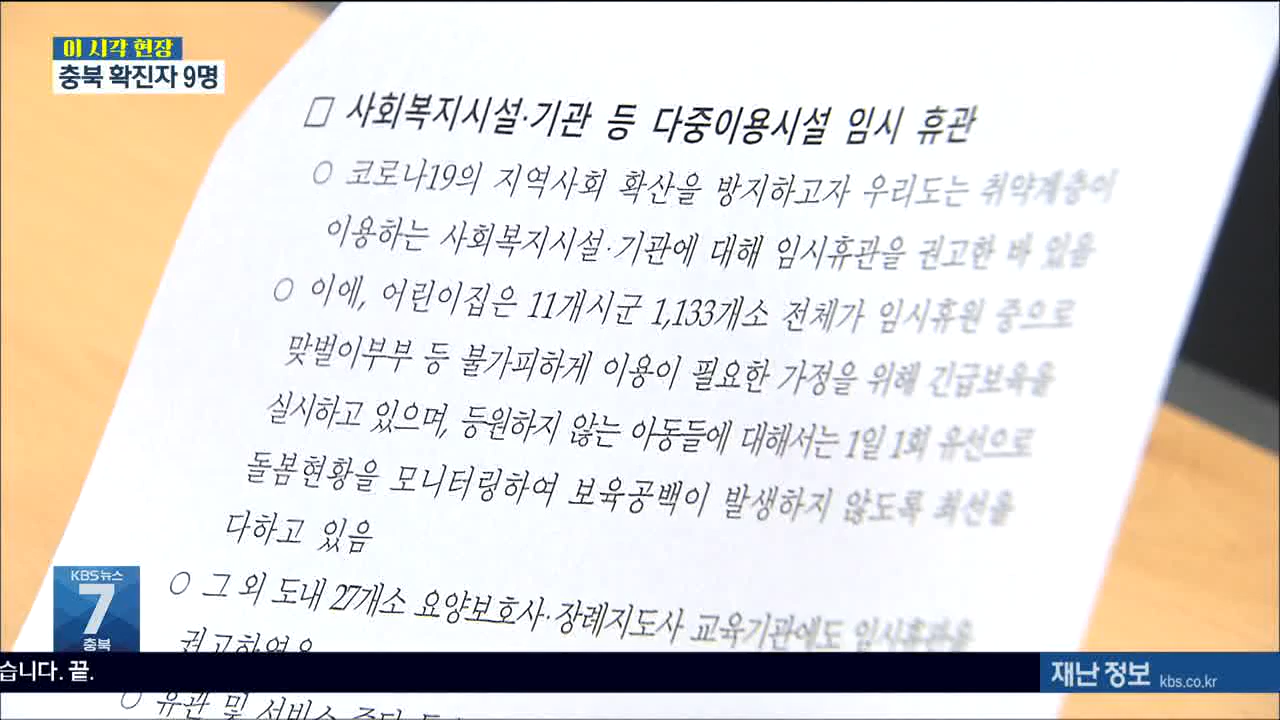 이 시각 현장
충북 확진자 9명
□ 사회복지시설·기관 등 다중이용시설 임시 휴관
○ 코로나19의 지역사회 확산을 방지하고자 우리도는 취약계층이
이용하는 사회복지시설·기관에 대해 임시휴관을 권고한 바 있음
○ 이에, 어린이집은 11개시군 1,133개소 전체가 임시휴원 중으로
맞벌이부부 등 불가피하게 이용이 필요한 가정을 위해 긴급보육을
실시하고 있으며, 등원하지 않는 아동들에 대해서는 1일 1회 유선으로
돌봄현황을 모니터링하여 보육공백이 발생하지 않도록 최선을
다하고 있음
○ 그 외 도내 27개소 요양보호사·장례지도사 교육기관에도 임시휴관을
권고하였음
KBS뉴스
7
충북
습니다. 끝.
재난 정보 kbs.co.kr
○ 유관 및 서비스